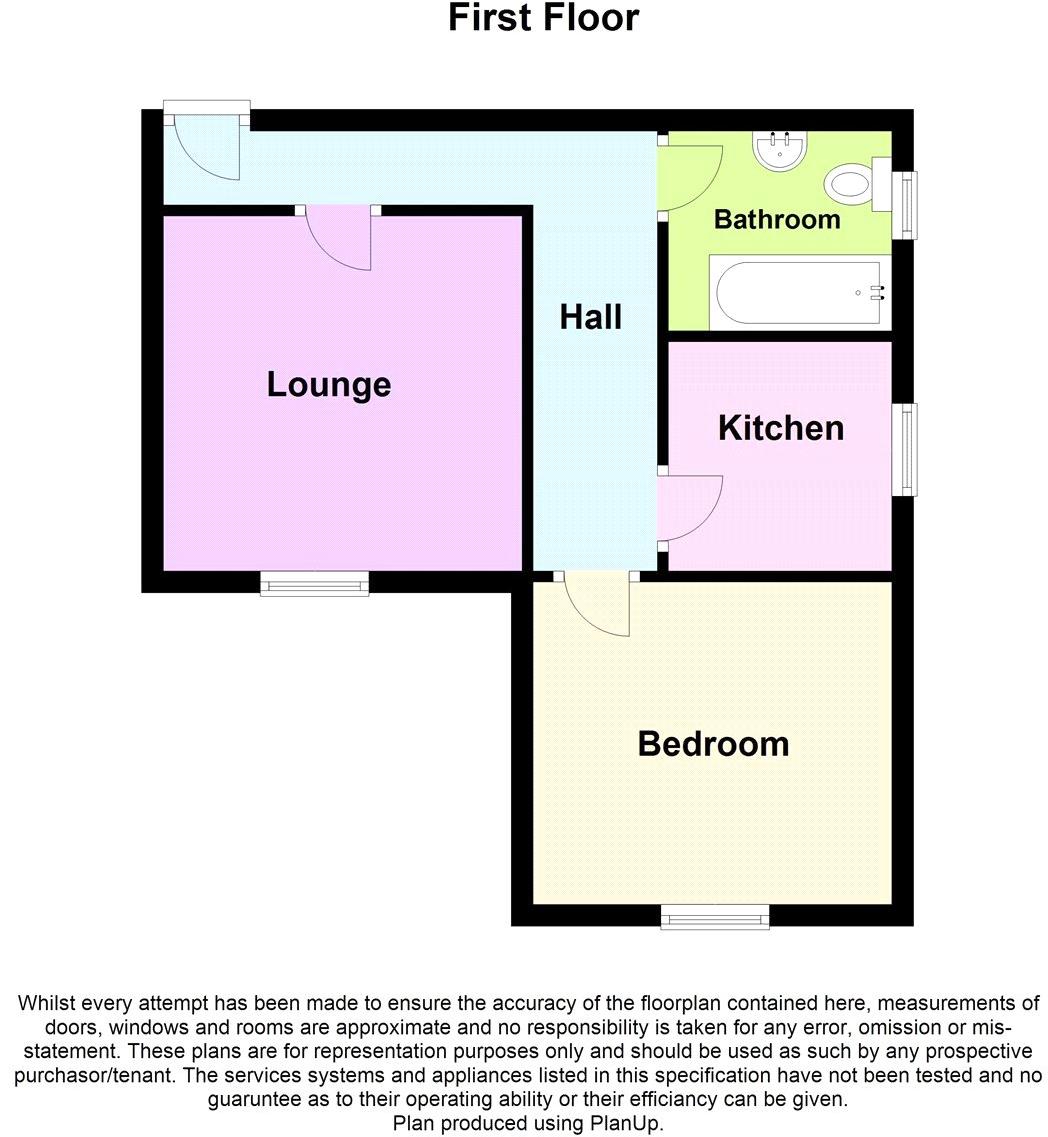 First Floor
Bathroom
Hall
Lounge
Kitchen
Bedroom
Whilst every attempt has been made to ensure the accuracy of the floorplan contained here, measurements of
doors, windows and rooms are approximate and no responsibility is taken for any error, omission or mis-
statement. These plans are for representation purposes only and should be used as such by any prospective
purchasor/tenant. The services systems and appliances listed in this specification have not been tested and no
guaruntee as to their operating ability or their efficiancy can be given.
Plan produced using PlanUp.